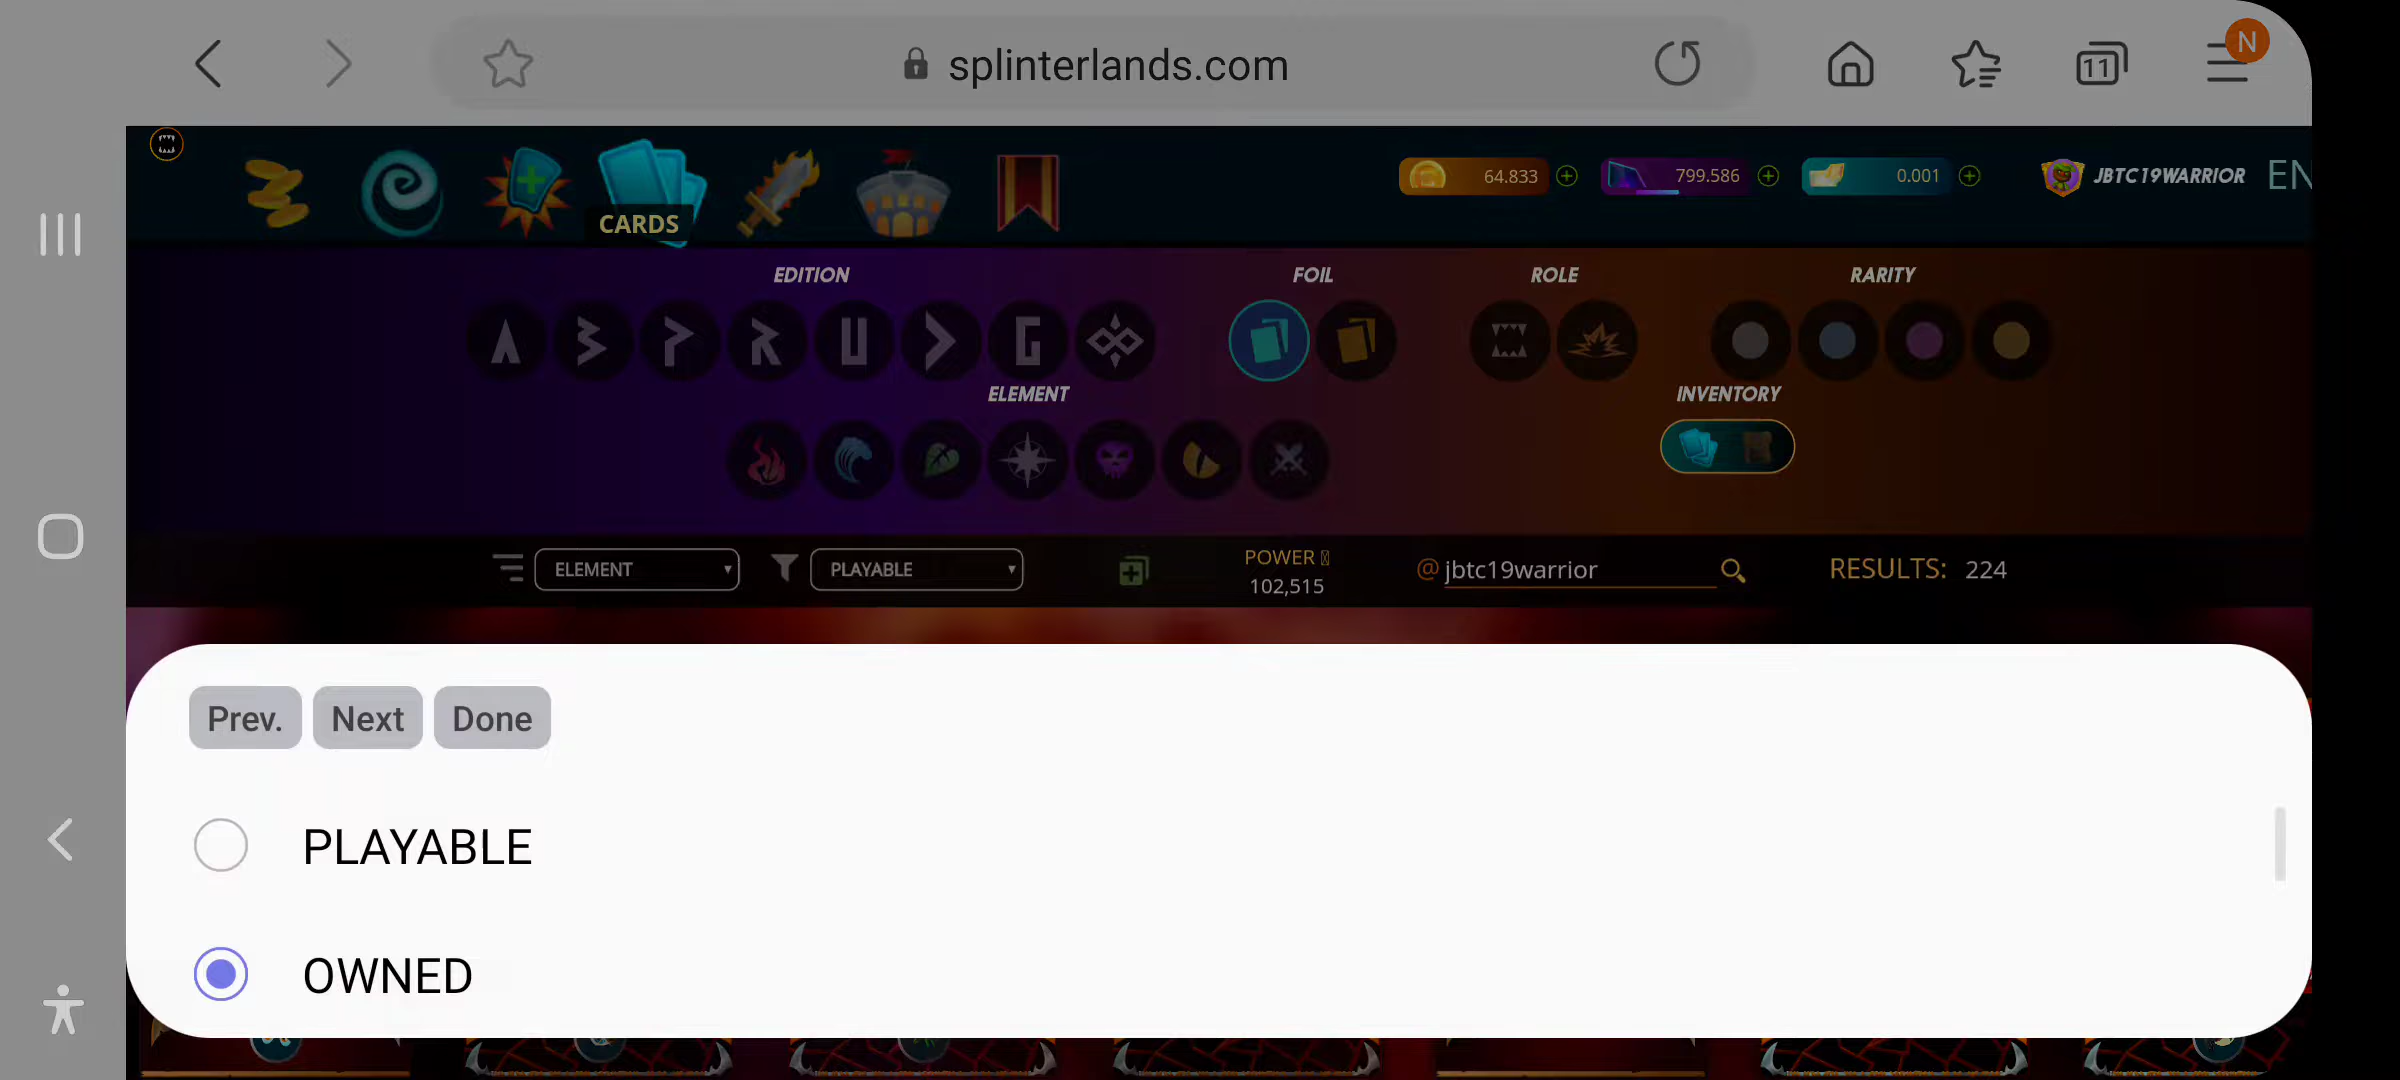 splinterlands.com
11
N
64.833
799.586
0.001
JBTC19WARRIOR
EN
CARDS
EDITION
FOIL
ROLE
RARITY
ELEMENT
INVENTORY
ELEMENT
PLAYABLE
POWER
102,515
@jbtc19warrior
RESULTS: 224
Prev.
Next
Done
PLAYABLE
OWNED